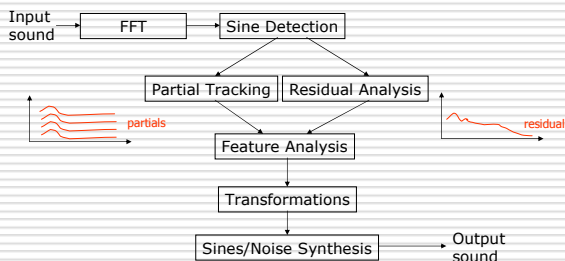 Input
sound
FFT
Sine Detection
Partial Tracking
Residual Analysis
partials
residual
Feature Analysis
Transformations
Sines/Noise Synthesis
Output
sound